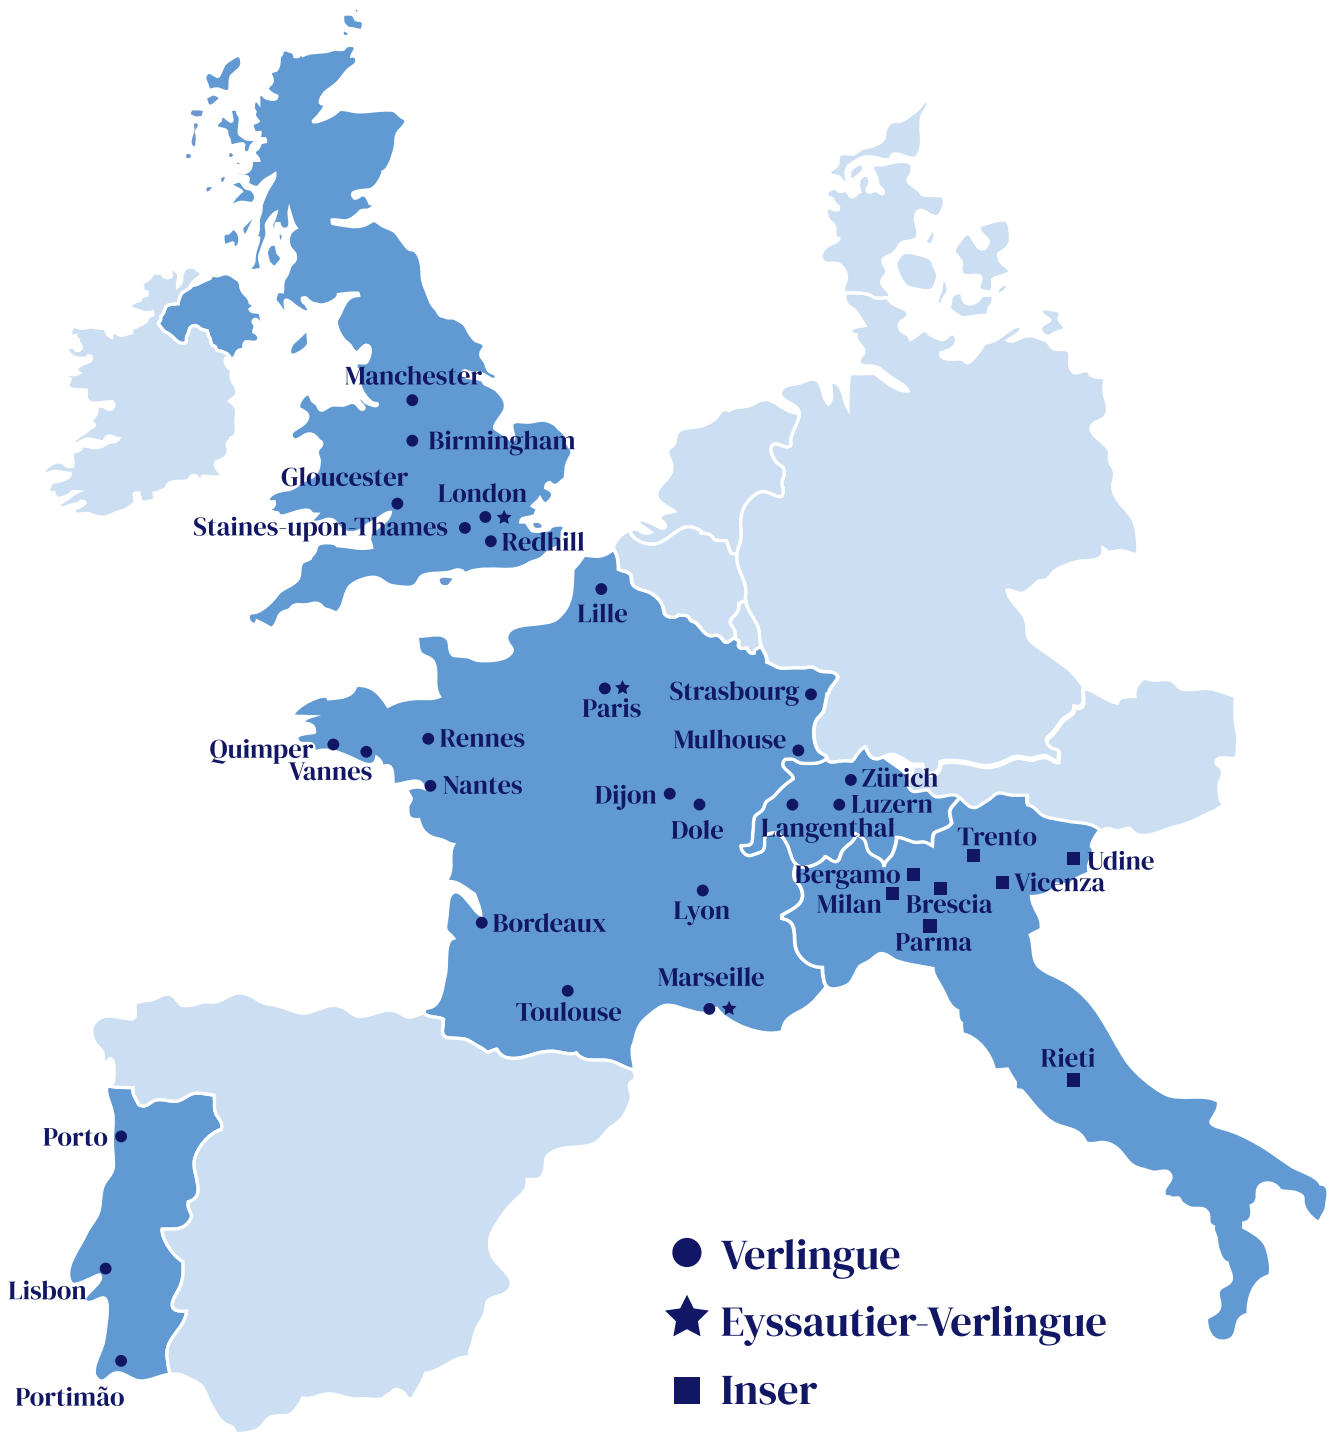 Manchester
Birmingham
Gloucester
London
Staines-upon-Thames
Redhill
Lille
Strasbourg
Paris
Rennes
Mulhouse
Quimper
Vannes
Zürich
Nantes
Dijon
Luzern
Dole
Langenthal
Trento
Udine
Bergamo
Vicenza
Milan
Brescia
Lyon
Bordeaux
Parma
Marseille
Toulouse
Rieti
Porto
Lisbon
Portimão
Verlingue
Eyssautier-Verlingue
Inser